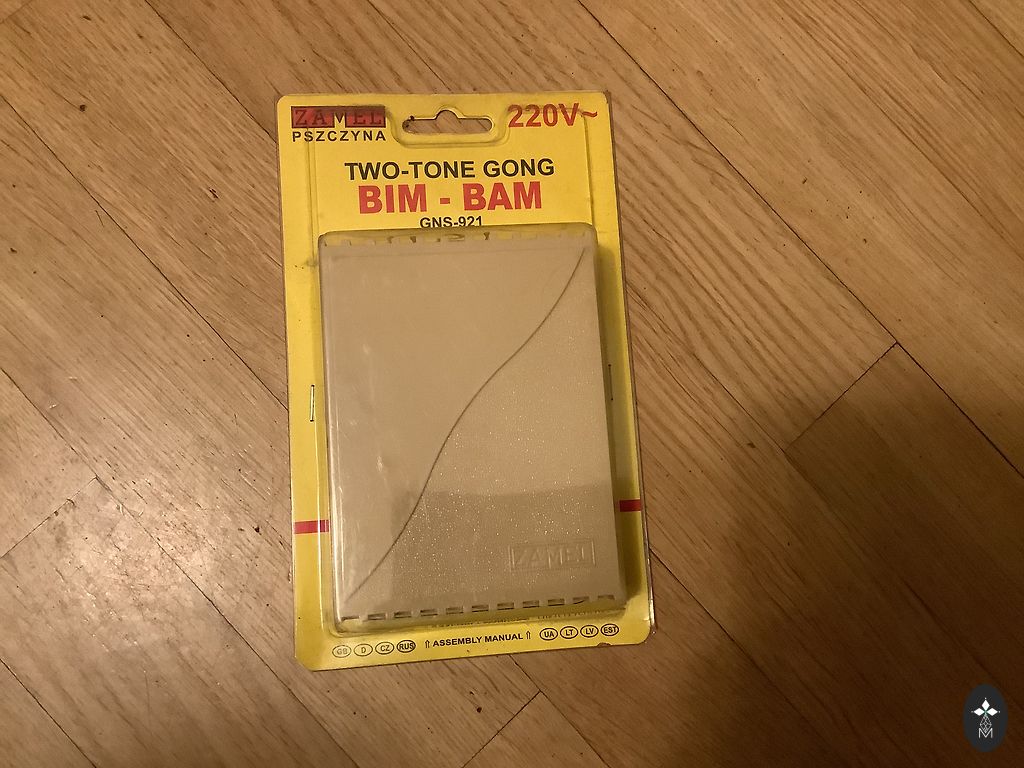 ZAMEL
PSZCZYNA
220V~
TWO-TONE GONG
BIM - BAM
GNS-921
ZAMEL
GB D CZ RUS ⇑ ASSEMBLY MANUAL ⇑ UA LT LV EST
M